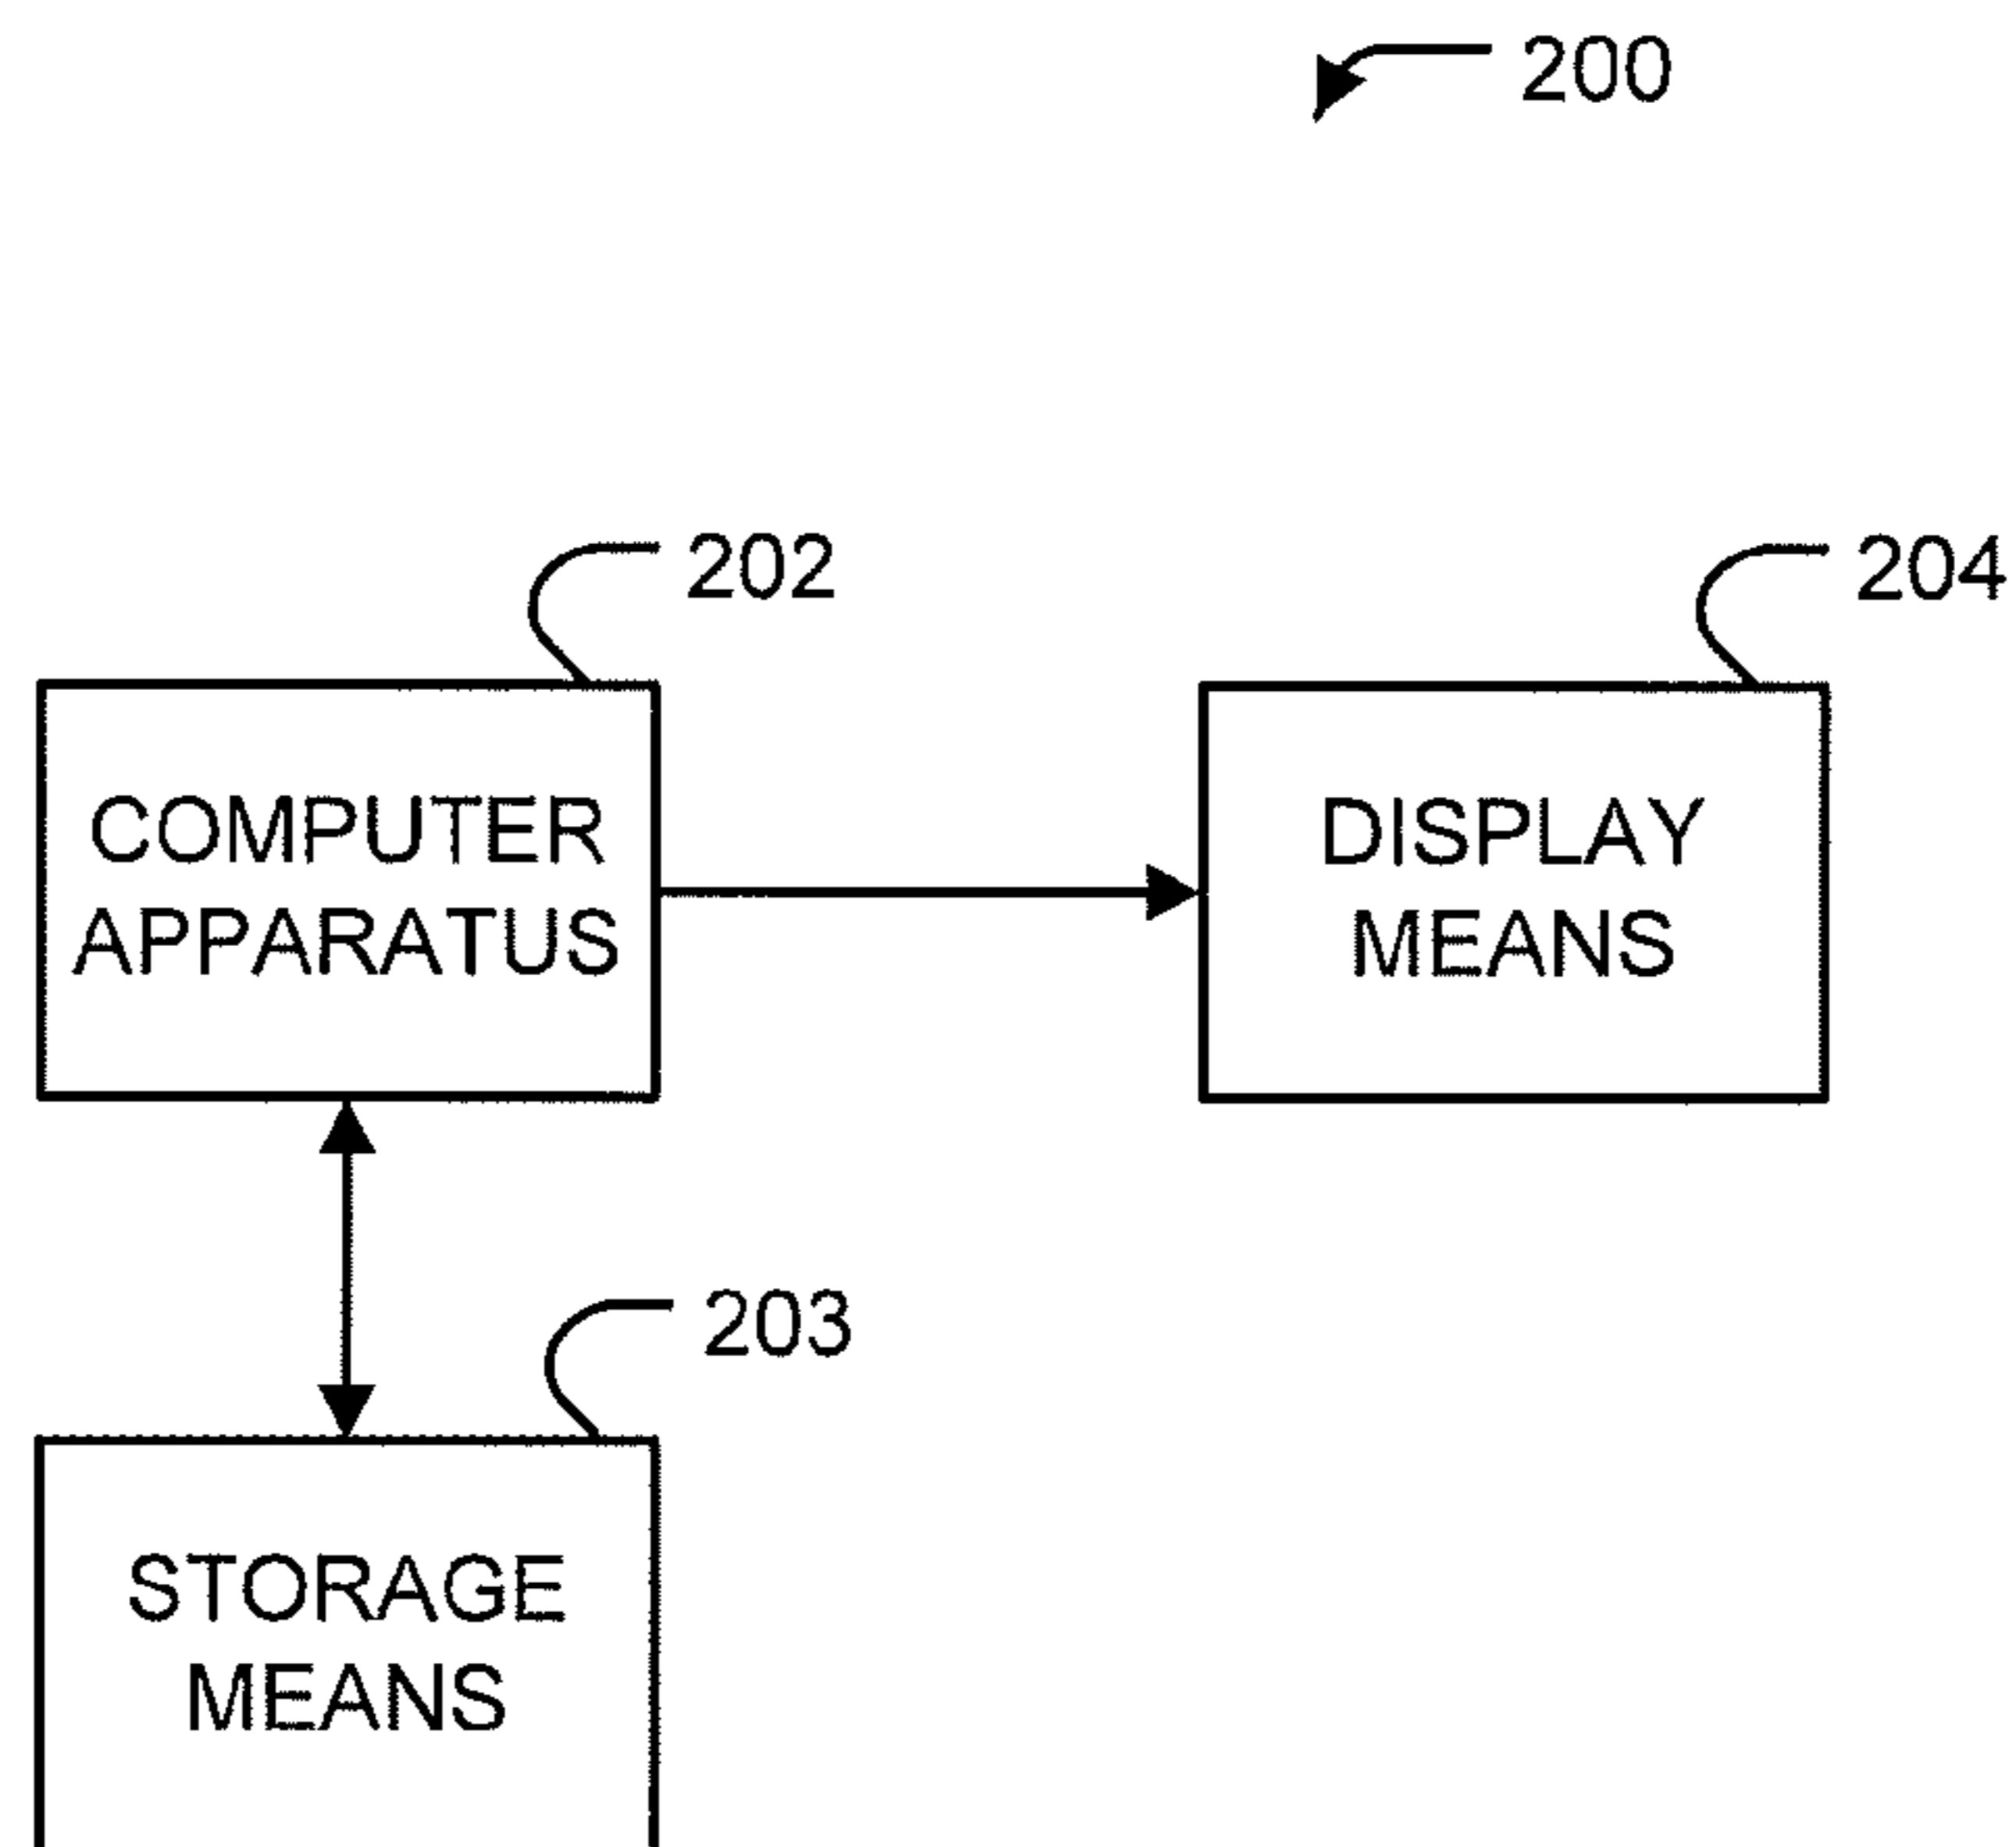 200
202
204
COMPUTER
APPARATUS
DISPLAY
MEANS
203
STORAGE
MEANS